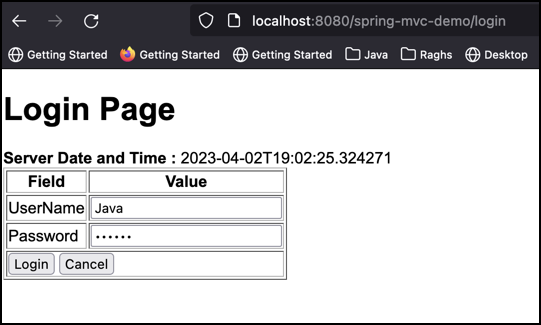 localhost:8080/spring-mvc-demo/login
Getting Started Getting Started Getting Started Java Raghs Desktop
Login Page
Server Date and Time : 2023-04-02T19:02:25.324271
Field Value
UserName Java
Password ••••••
Login Cancel